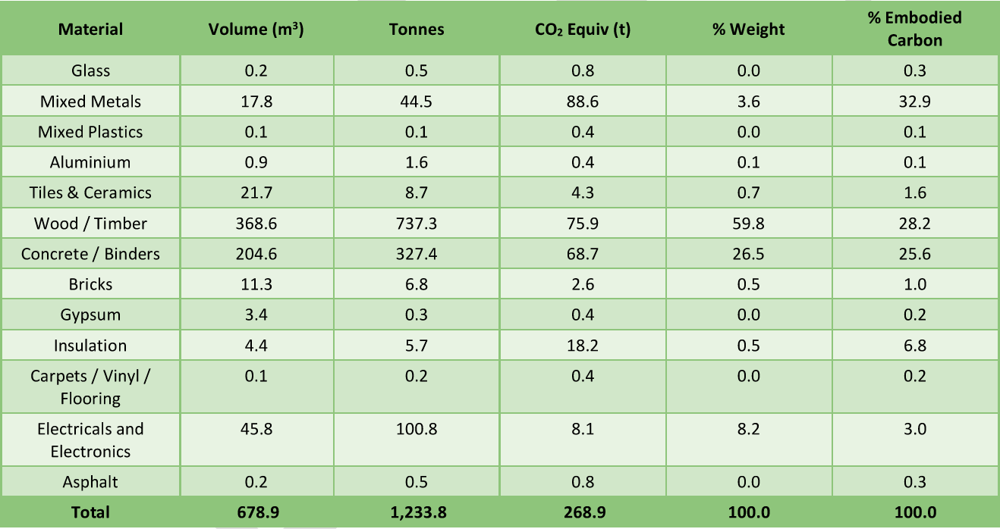 Material Volume (m³) Tonnes CO₂ Equiv (t) % Weight % Embodied
Carbon
Glass 0.2 0.5 0.8 0.0 0.3
Mixed Metals 17.8 44.5 88.6 3.6 32.9
Mixed Plastics 0.1 0.1 0.4 0.0 0.1
Aluminium 0.9 1.6 0.4 0.1 0.1
Tiles & Ceramics 21.7 8.7 4.3 0.7 1.6
Wood / Timber 368.6 737.3 75.9 59.8 28.2
Concrete / Binders 204.6 327.4 68.7 26.5 25.6
Bricks 11.3 6.8 2.6 0.5 1.0
Gypsum 3.4 0.3 0.4 0.0 0.2
Insulation 4.4 5.7 18.2 0.5 6.8
Carpets / Vinyl / 0.1 0.2 0.4 0.0 0.2
Flooring
Electricals and 45.8 100.8 8.1 8.2 3.0
Electronics
Asphalt 0.2 0.5 0.8 0.0 0.3
Total 678.9 1,233.8 268.9 100.0 100.0